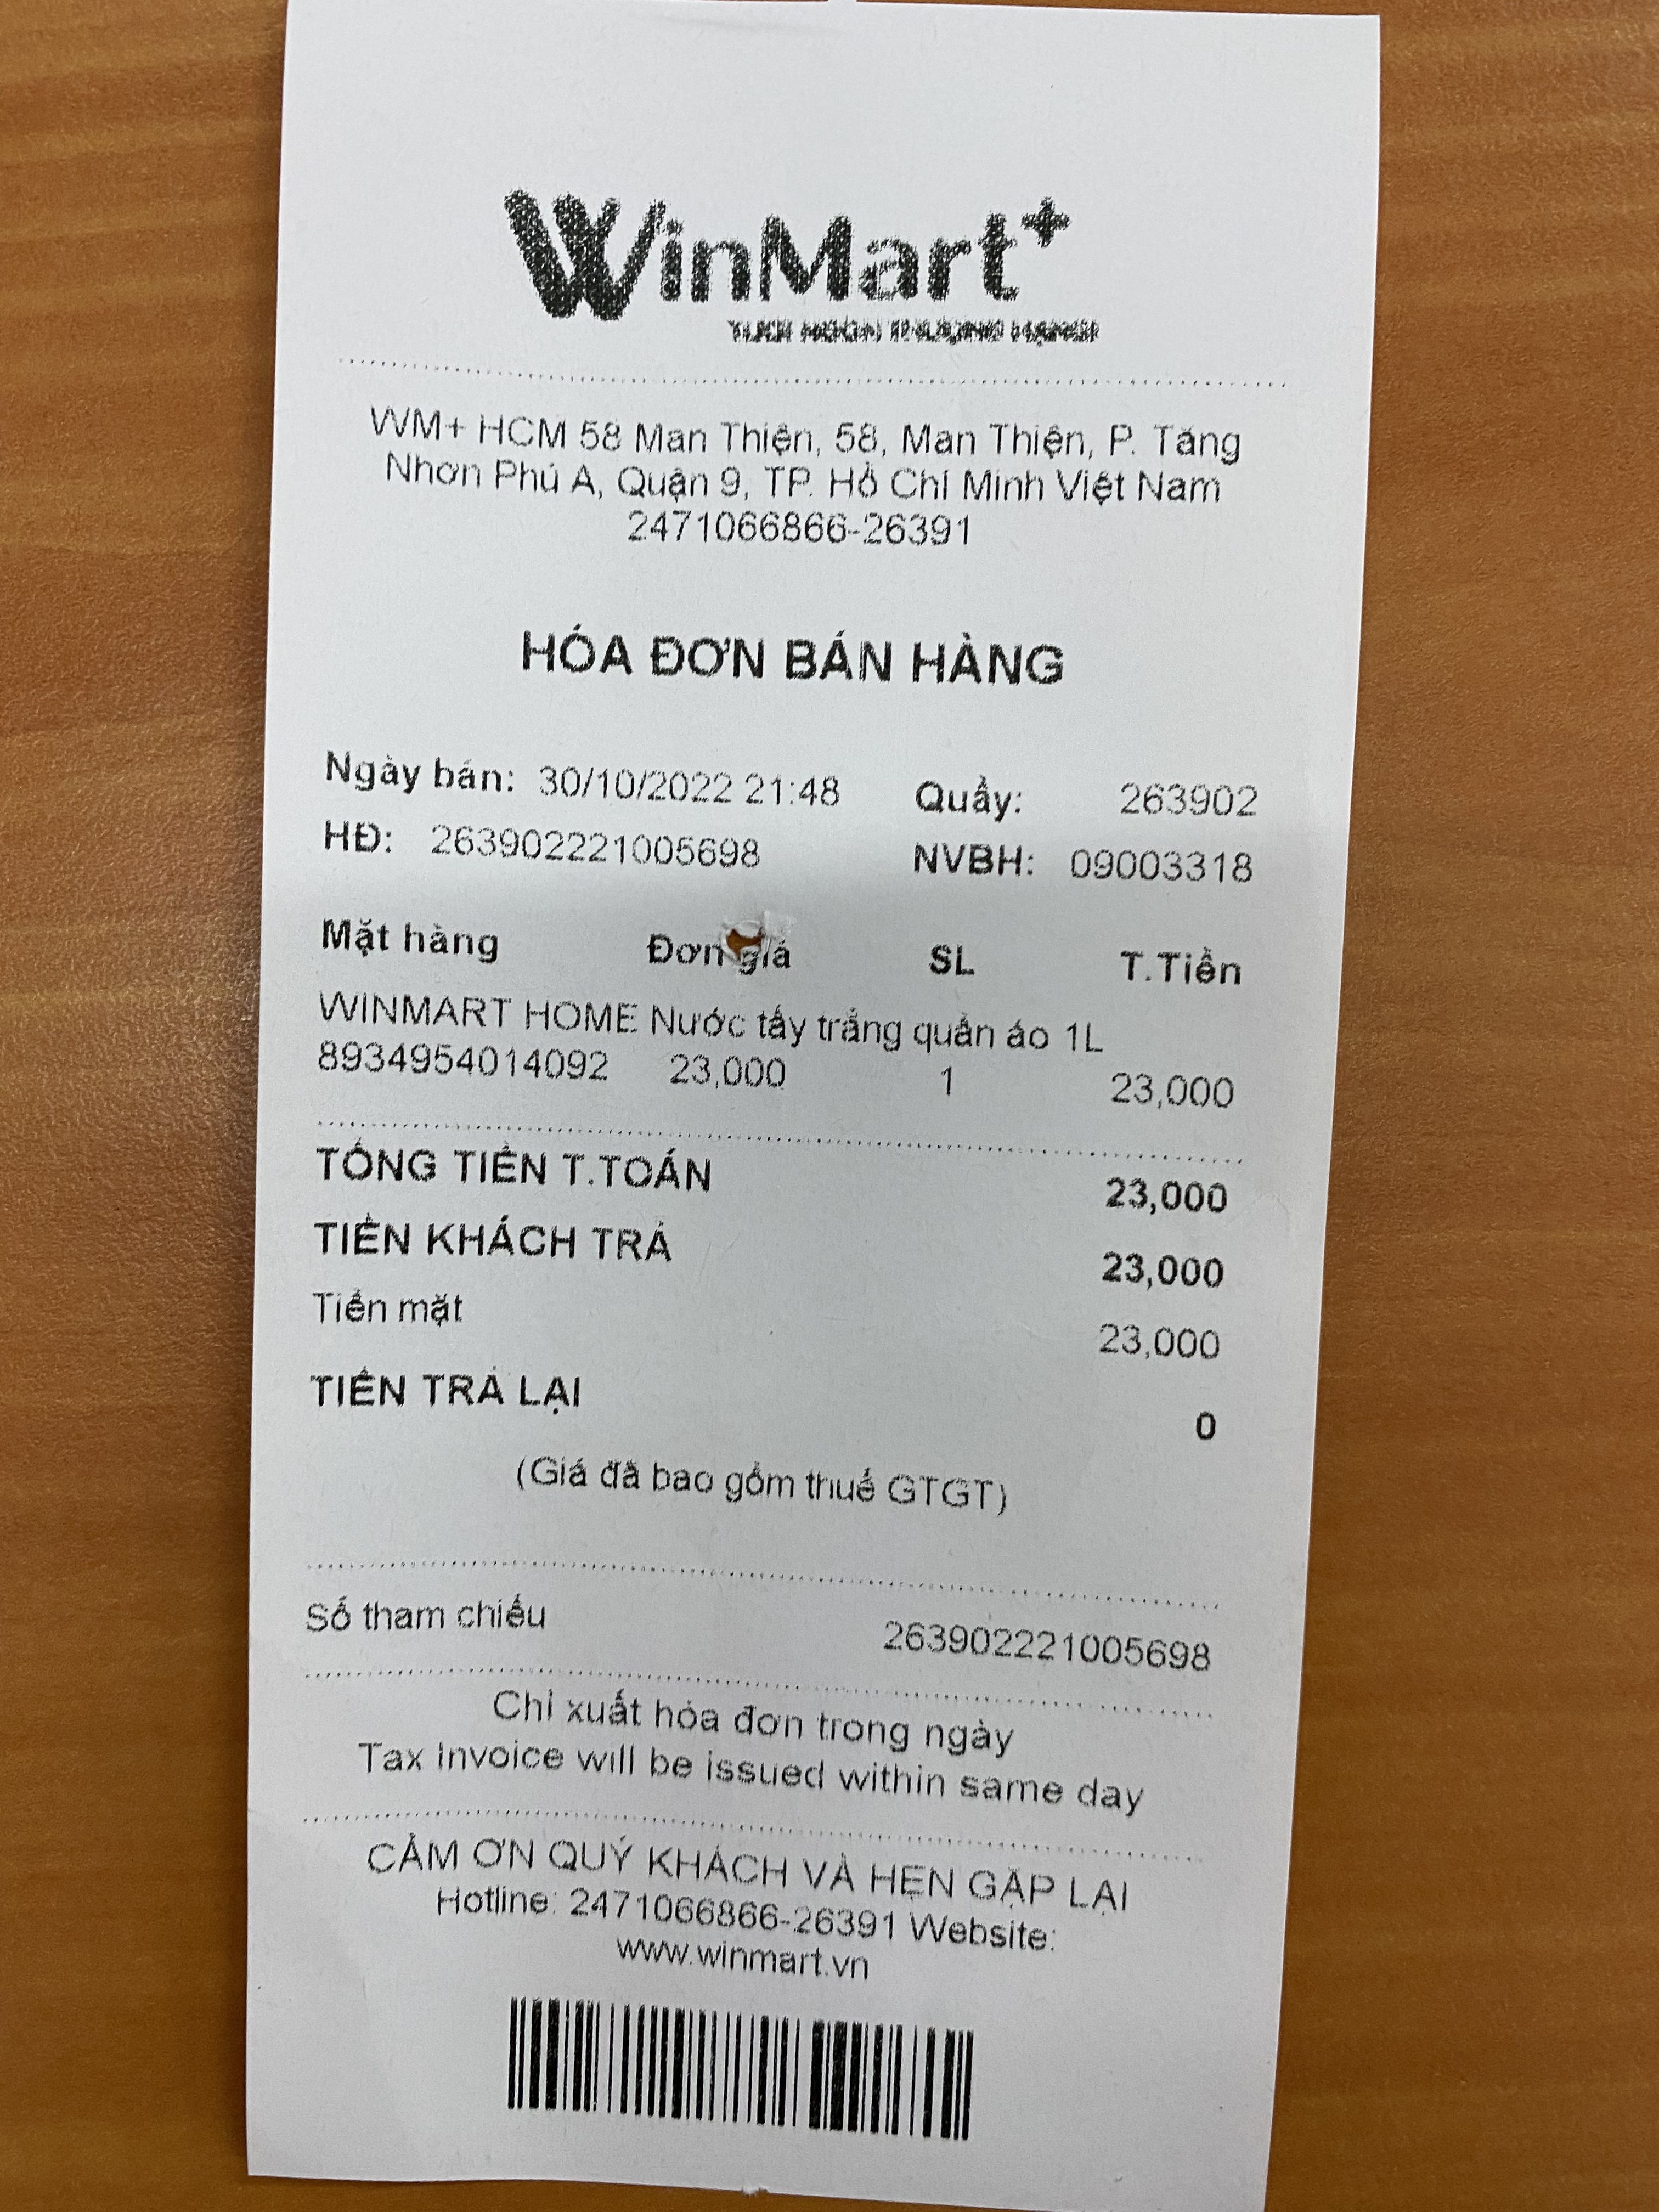 WinMart+
TƯƠI NGON THƯỢNG HẠNG!
WM+ HCM 58 Man Thiện, 58, Man Thiện, P. Tăng
Nhơn Phú A, Quận 9, TP. Hồ Chí Minh Việt Nam
2471066866-26391
HÓA ĐƠN BÁN HÀNG
Ngày bán: 30/10/2022 21:48 Quầy: 263902
HĐ: 263902221005698 NVBH: 09003318
Mặt hàng Đơn giá SL T.Tiền
WINMART HOME Nước tẩy trắng quần áo 1L
8934954014092 23,000 1 23,000
TỔNG TIỀN T.TOÁN 23,000
TIỀN KHÁCH TRẢ 23,000
Tiền mặt 23,000
TIỀN TRẢ LẠI 0
(Giá đã bao gồm thuế GTGT)
Số tham chiếu 263902221005698
Chỉ xuất hóa đơn trong ngày
Tax Invoice will be issued within same day
CẢM ƠN QUÝ KHÁCH VÀ HẸN GẶP LẠI
Hotline: 2471066866-26391 Website:
www.winmart.vn